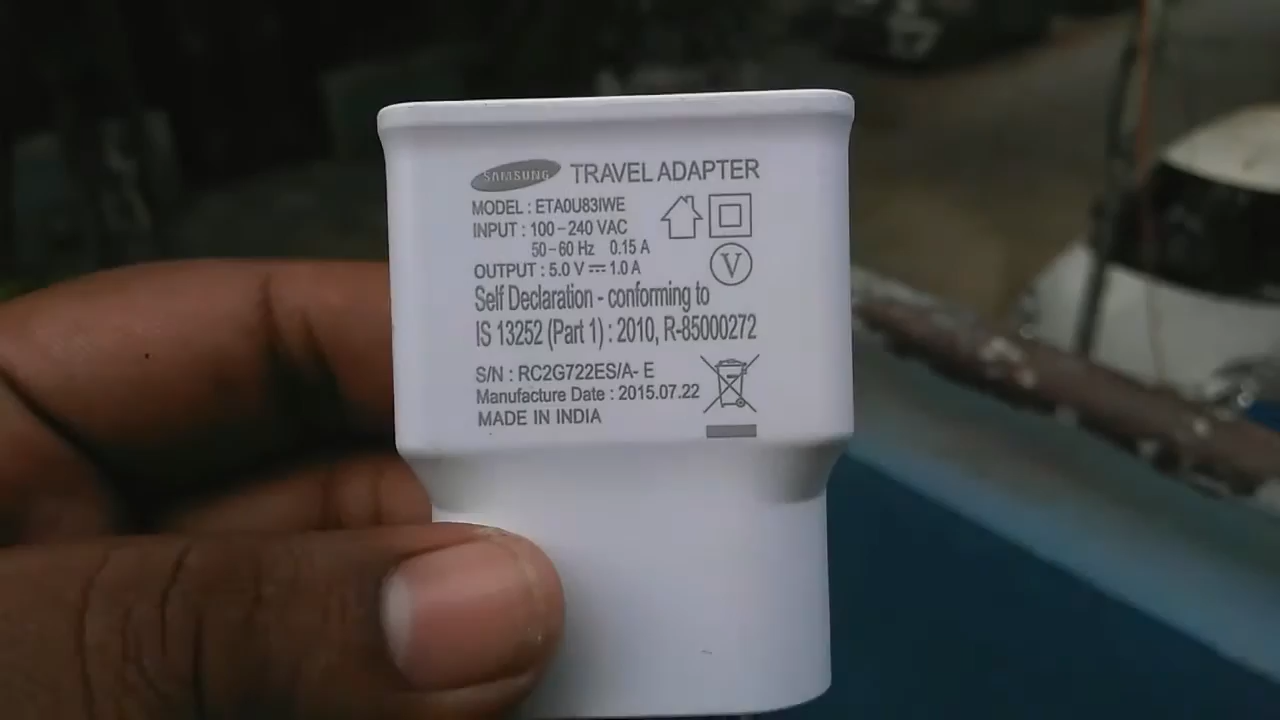 SAMSUNG TRAVEL ADAPTER
MODEL : ETA0U83IWE
INPUT : 100-240 VAC
50-60 Hz 0.15 A
OUTPUT : 5.0 V ⎓ 1.0 A
V
Self Declaration - conforming to
IS 13252 (Part 1) : 2010, R-85000272
S/N : RC2G722ES/A- E
Manufacture Date : 2015.07.22
MADE IN INDIA